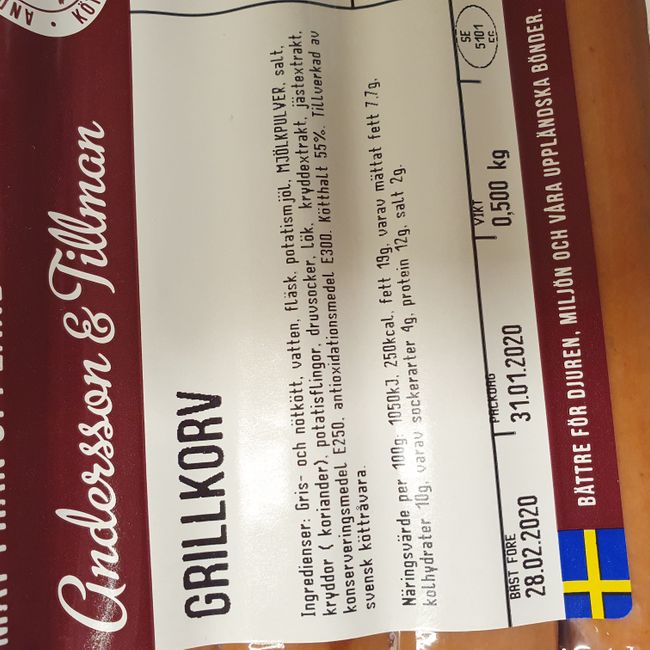 Andersson & Tillman
GRILLKORV
Ingredienser: Gris- och nötkött, vatten, fläsk, potatismjöl, MJÖLKPULVER, salt,
kryddor ( koriander), potatisflingor, druvsocker, lök, kryddextrakt, jästextrakt,
konserveringsmedel E250, antioxidationsmedel E300. Kötthalt 55%. Tillverkad av
svensk köttråvara.
Näringsvärde per 100g: 1050kJ, 250kcal, fett 19g, varav mättat fett 7.7g,
kolhydrater 10g, varav sockerarter 4g, protein 12g, salt 2g.
BÄST FÖRE
28.02.2020
PACKDAG
31.01.2020
VIKT
0,500 kg
SE
5101
BÄTTRE FÖR DJUREN, MILJÖN OCH VÅRA UPPLÄNDSKA BÖNDER.